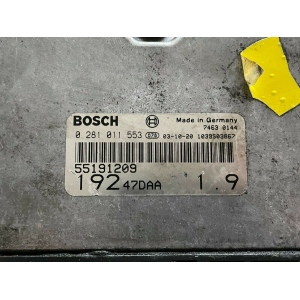 BOSCH
Made in Germany
7463 0144
0 281 011 553 03-10-20 1039S03867
55191209
192 47DAA 1.9